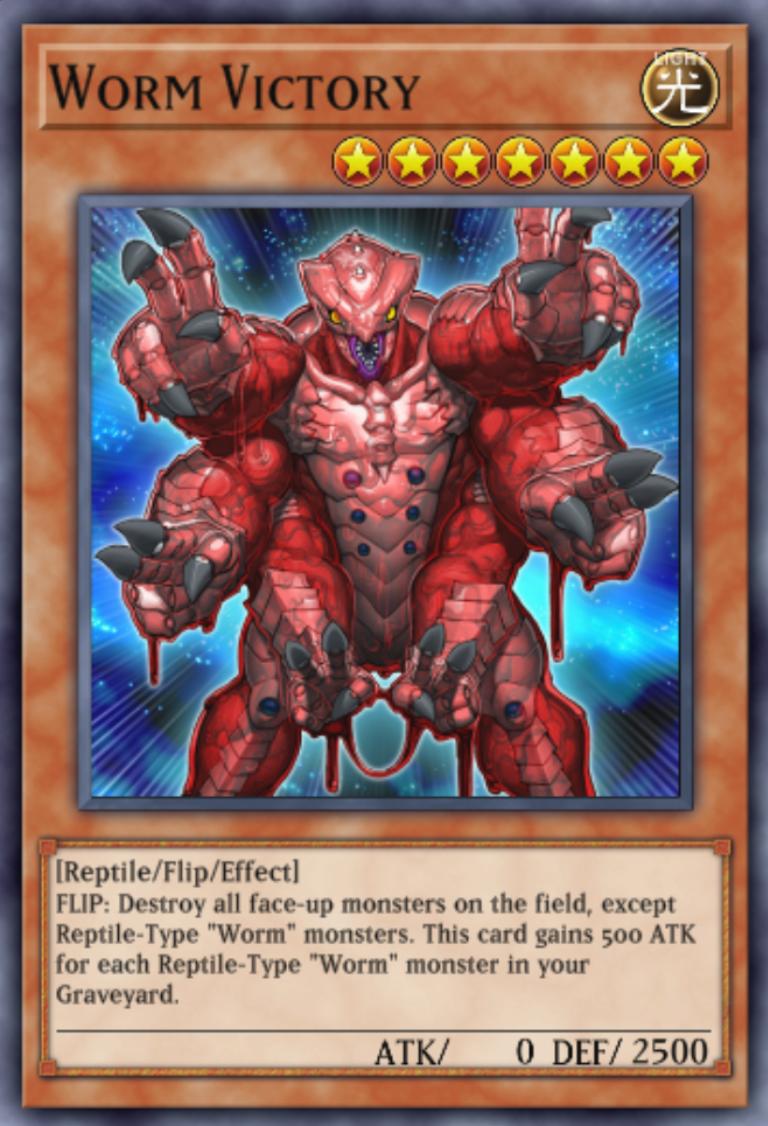 Worm Victory
LIGHT
光
[Reptile/Flip/Effect]
FLIP: Destroy all face-up monsters on the field, except
Reptile-Type "Worm" monsters. This card gains 500 ATK
for each Reptile-Type "Worm" monster in your
Graveyard.
ATK/ 0 DEF/ 2500